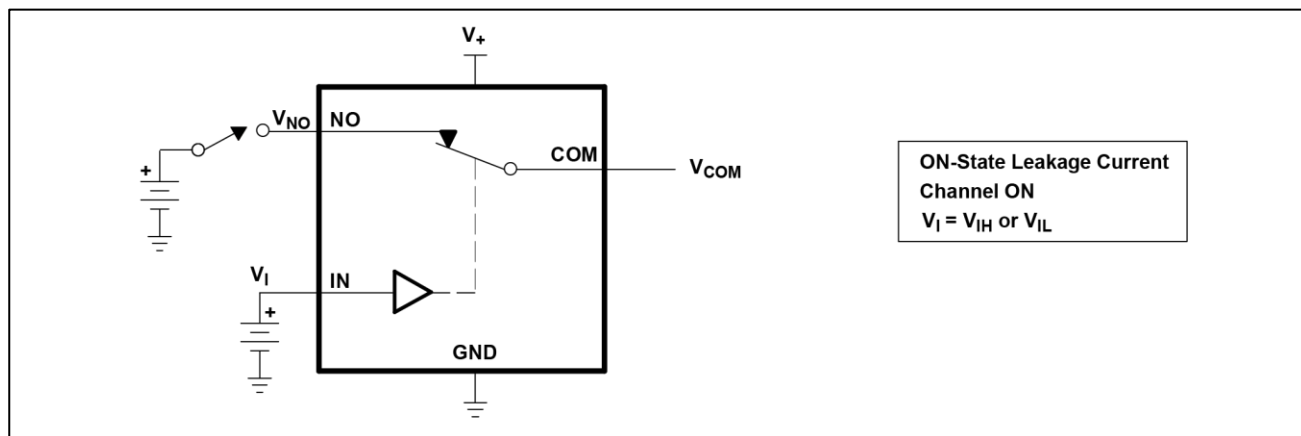 V+
VNO NO
COM VCOM
+
VI IN
+
GND
ON-State Leakage Current
Channel ON
VI = VIH or VIL